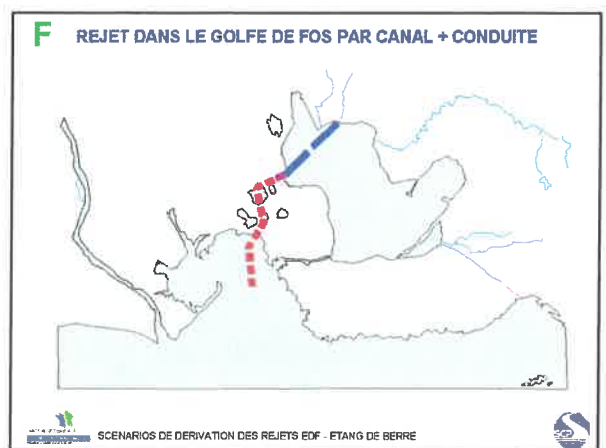 F REJET DANS LE GOLFE DE FOS PAR CANAL + CONDUITE
SCENARIOS DE DERIVATION DES REJETS EDF - ETANG DE BERRE